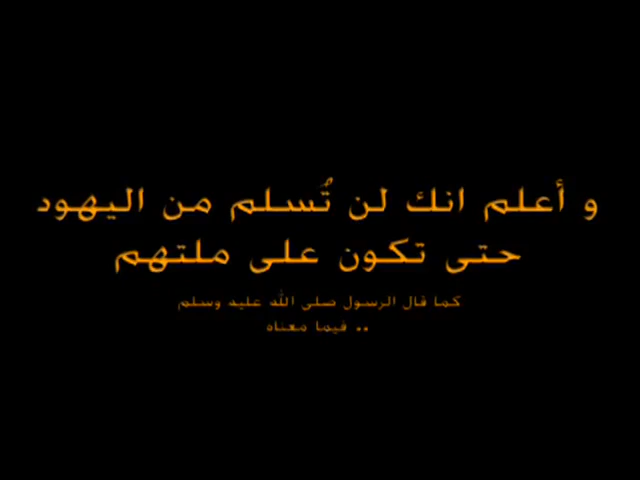 و أعلم انك لن تُسلم من اليهود
حتى تكون على ملتهم
كما قال الرسول صلى الله عليه وسلم
.. فيما معناه